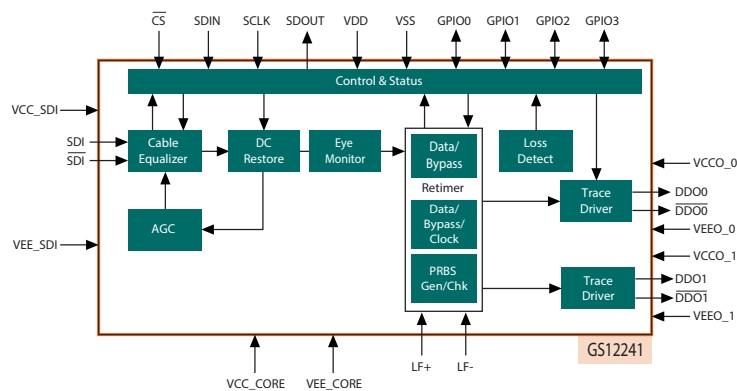 CS SDIN SCLK SDOUT VDD VSS GPIO0 GPIO1 GPIO2 GPIO3
Control & Status
VCC_SDI
SDI
SDI
Cable
Equalizer
DC
Restore
Eye
Monitor
Data/
Bypass
Retimer
Data/
Bypass/
Clock
PRBS
Gen/Chk
Loss
Detect
AGC
VEE_SDI
Trace
Driver
Trace
Driver
VCCO_0
DDO0
DDO0
VEEO_0
VCCO_1
DDO1
DDO1
VEEO_1
GS12241
VCC_CORE
VEE_CORE
LF+
LF-